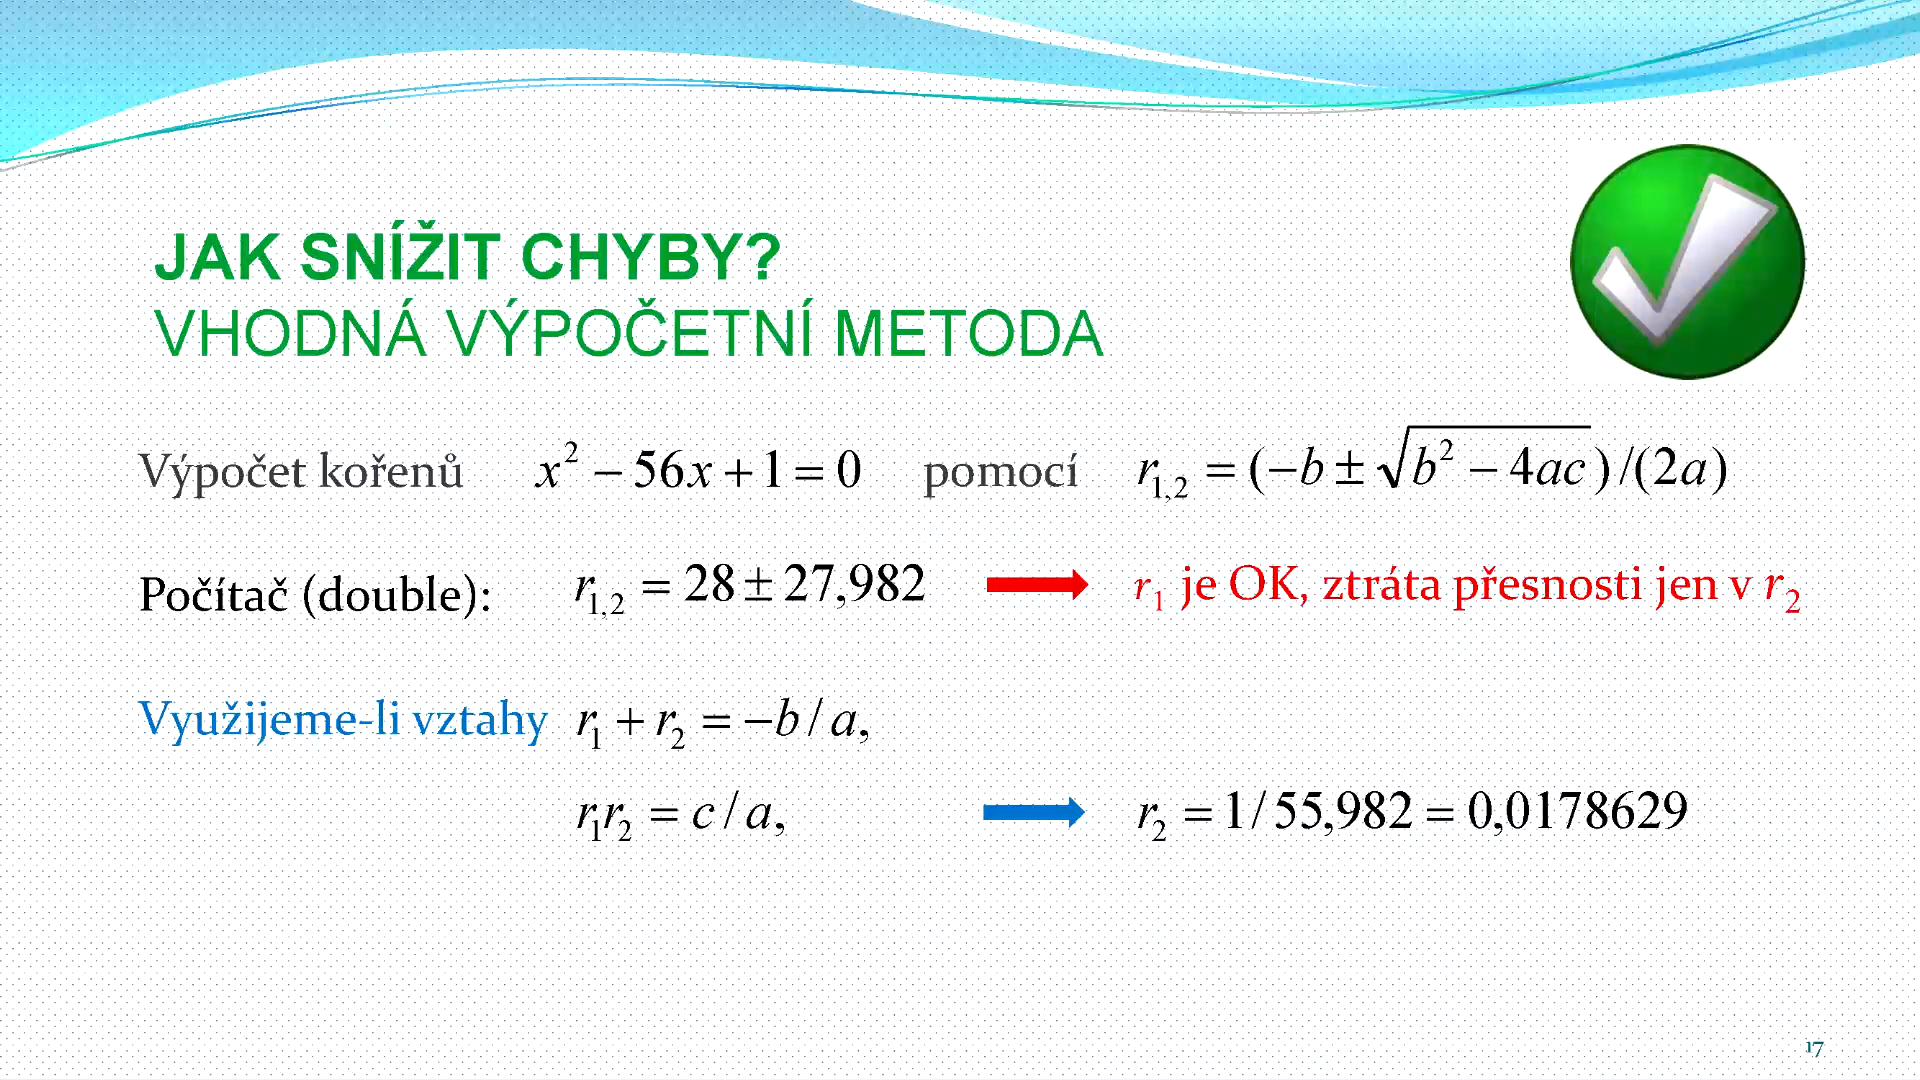 JAK SNÍŽIT CHYBY?
VHODNÁ VÝPOČETNÍ METODA
Výpočet kořenů x² − 56x + 1 = 0 pomocí r₁,₂ = (−b ± √(b² − 4ac))/(2a)
Počítač (double): r₁,₂ = 28 ± 27,982 r₁ je OK, ztráta přesnosti jen v r₂
Využijeme-li vztahy r₁ + r₂ = −b / a,
r₁r₂ = c / a, r₂ = 1/55,982 = 0,0178629
17